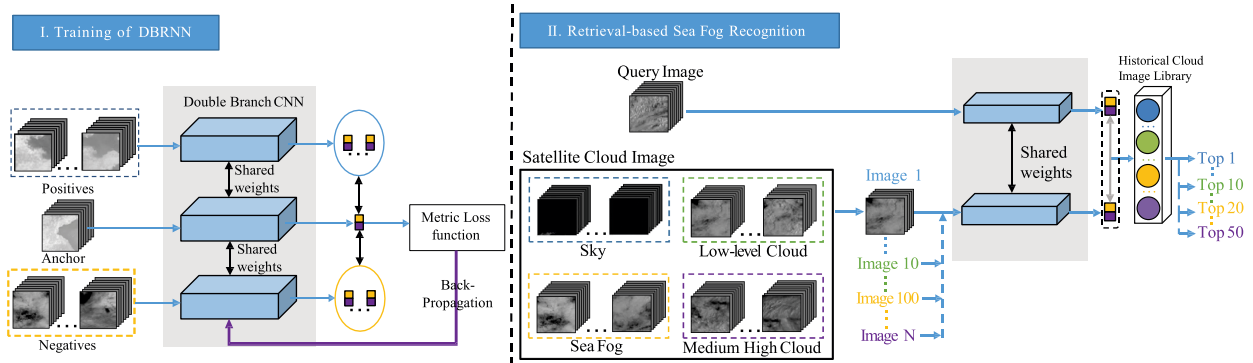 I. Training of DBRNN
Double Branch CNN
Positives
Shared
weights
Anchor
Metric Loss
function
Shared
weights
Back-
Propagation
Negatives
II. Retrieval-based Sea Fog Recognition
Query Image
Historical Cloud
Image Library
Satellite Cloud Image
Shared
weights
Image 1
Sky
Low-level Cloud
Image 10
Image 100
Image N
Sea Fog
Medium High Cloud
Top 1
Top 10
Top 20
Top 50